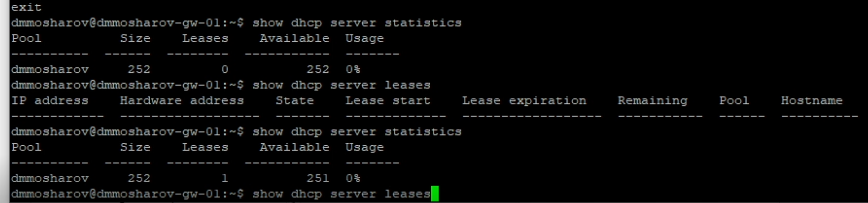 exit
dmmosharov@dmmosharov-gw-01:~$ show dhcp server statistics
Pool         Size    Leases    Available  Usage
----------  ------  --------  -----------  -------
dmmosharov     252         0          252  0%
dmmosharov@dmmosharov-gw-01:~$ show dhcp server leases
IP address    Hardware address    State    Lease start    Lease expiration    Remaining    Pool    Hostname
------------  ------------------  -------  -------------  ------------------  -----------  ------  ----------
dmmosharov@dmmosharov-gw-01:~$ show dhcp server statistics
Pool         Size    Leases    Available  Usage
----------  ------  --------  -----------  -------
dmmosharov     252         1          251  0%
dmmosharov@dmmosharov-gw-01:~$ show dhcp server leases